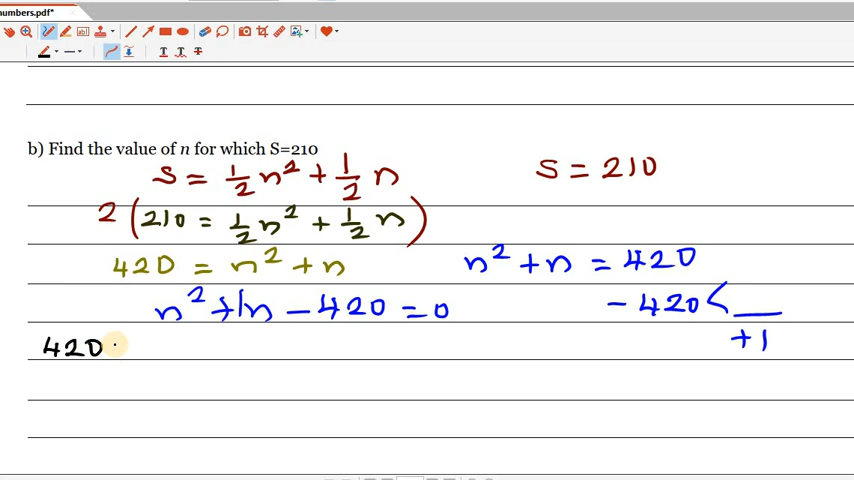 numbers.pdf*
b) Find the value of n for which S=210
S = 1/2 n² + 1/2 n    S = 210
2 (210 = 1/2 n² + 1/2 n)
420 = n² + n    n² + n = 420
n² + 1n - 420 = 0    - 420 <
+ 1
420